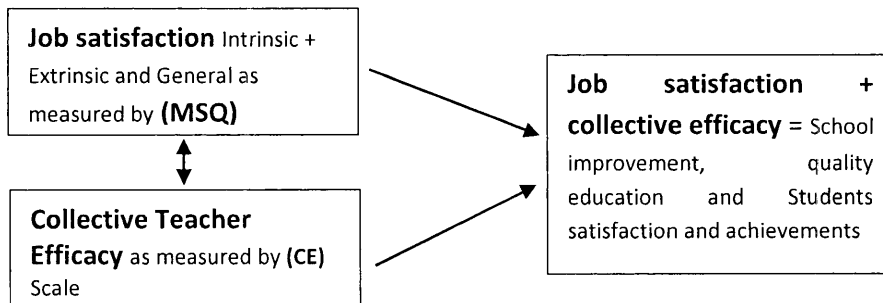 Job satisfaction Intrinsic +
Extrinsic and General as
measured by (MSQ)
Collective Teacher
Efficacy as measured by (CE)
Scale
Job satisfaction +
collective efficacy = School
improvement, quality
education and Students
satisfaction and achievements